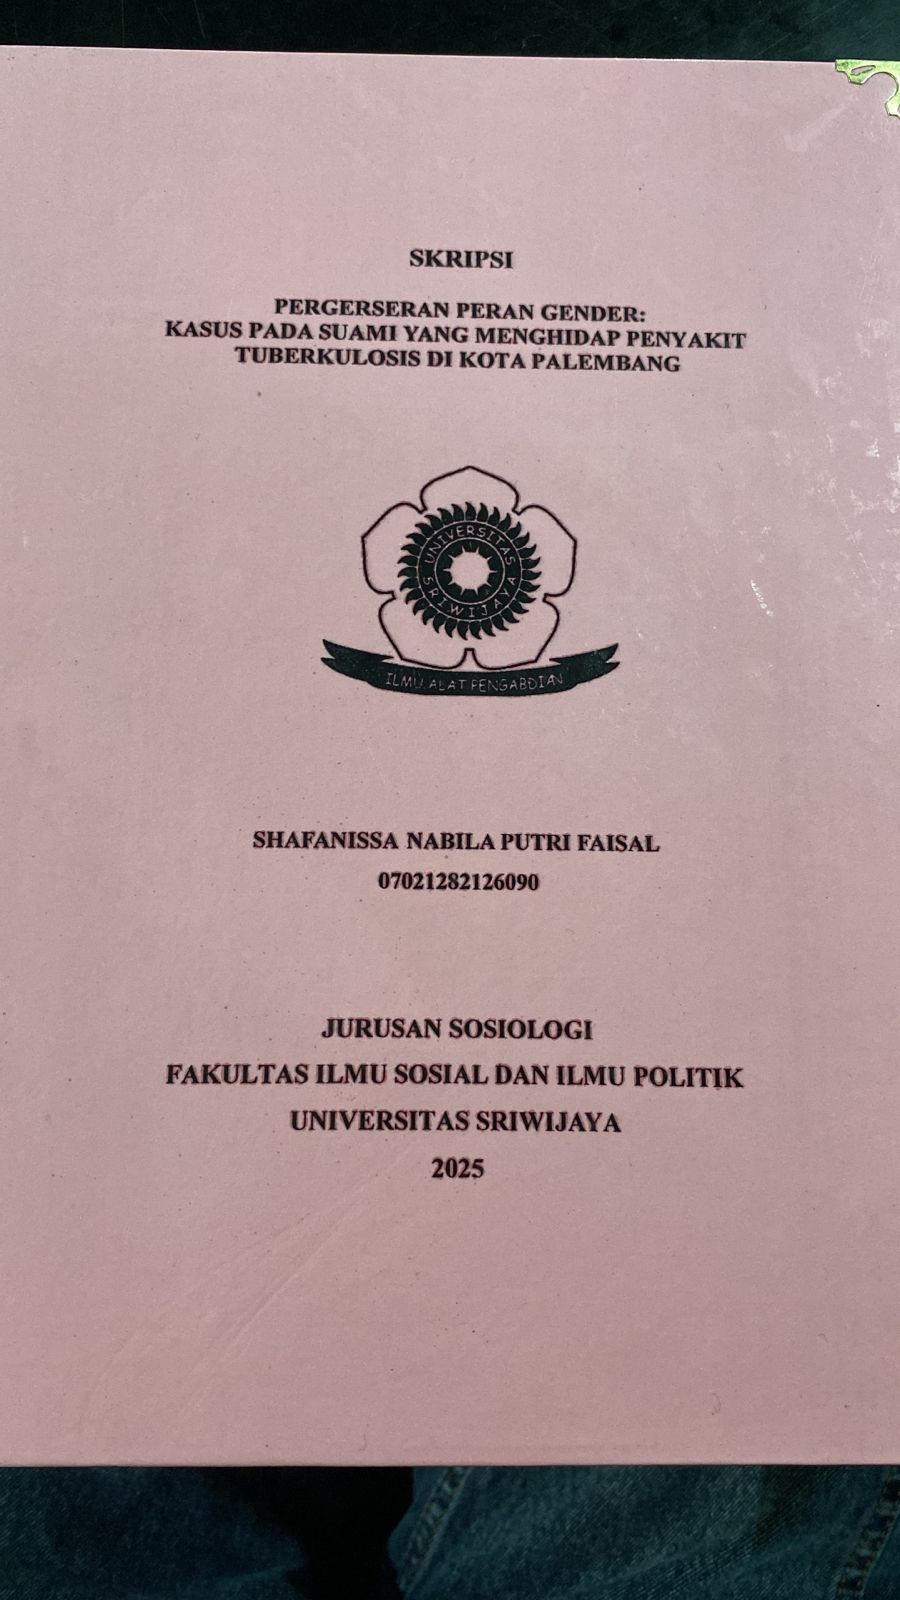 SKRIPSI
PERGERSERAN PERAN GENDER:
KASUS PADA SUAMI YANG MENGHIDAP PENYAKIT
TUBERKULOSIS DI KOTA PALEMBANG
UNIVERSITAS
SRIWIJAYA
ILMU ALAT PENGABDIAN
SHAFANISSA NABILA PUTRI FAISAL
07021282126090
JURUSAN SOSIOLOGI
FAKULTAS ILMU SOSIAL DAN ILMU POLITIK
UNIVERSITAS SRIWIJAYA
2025